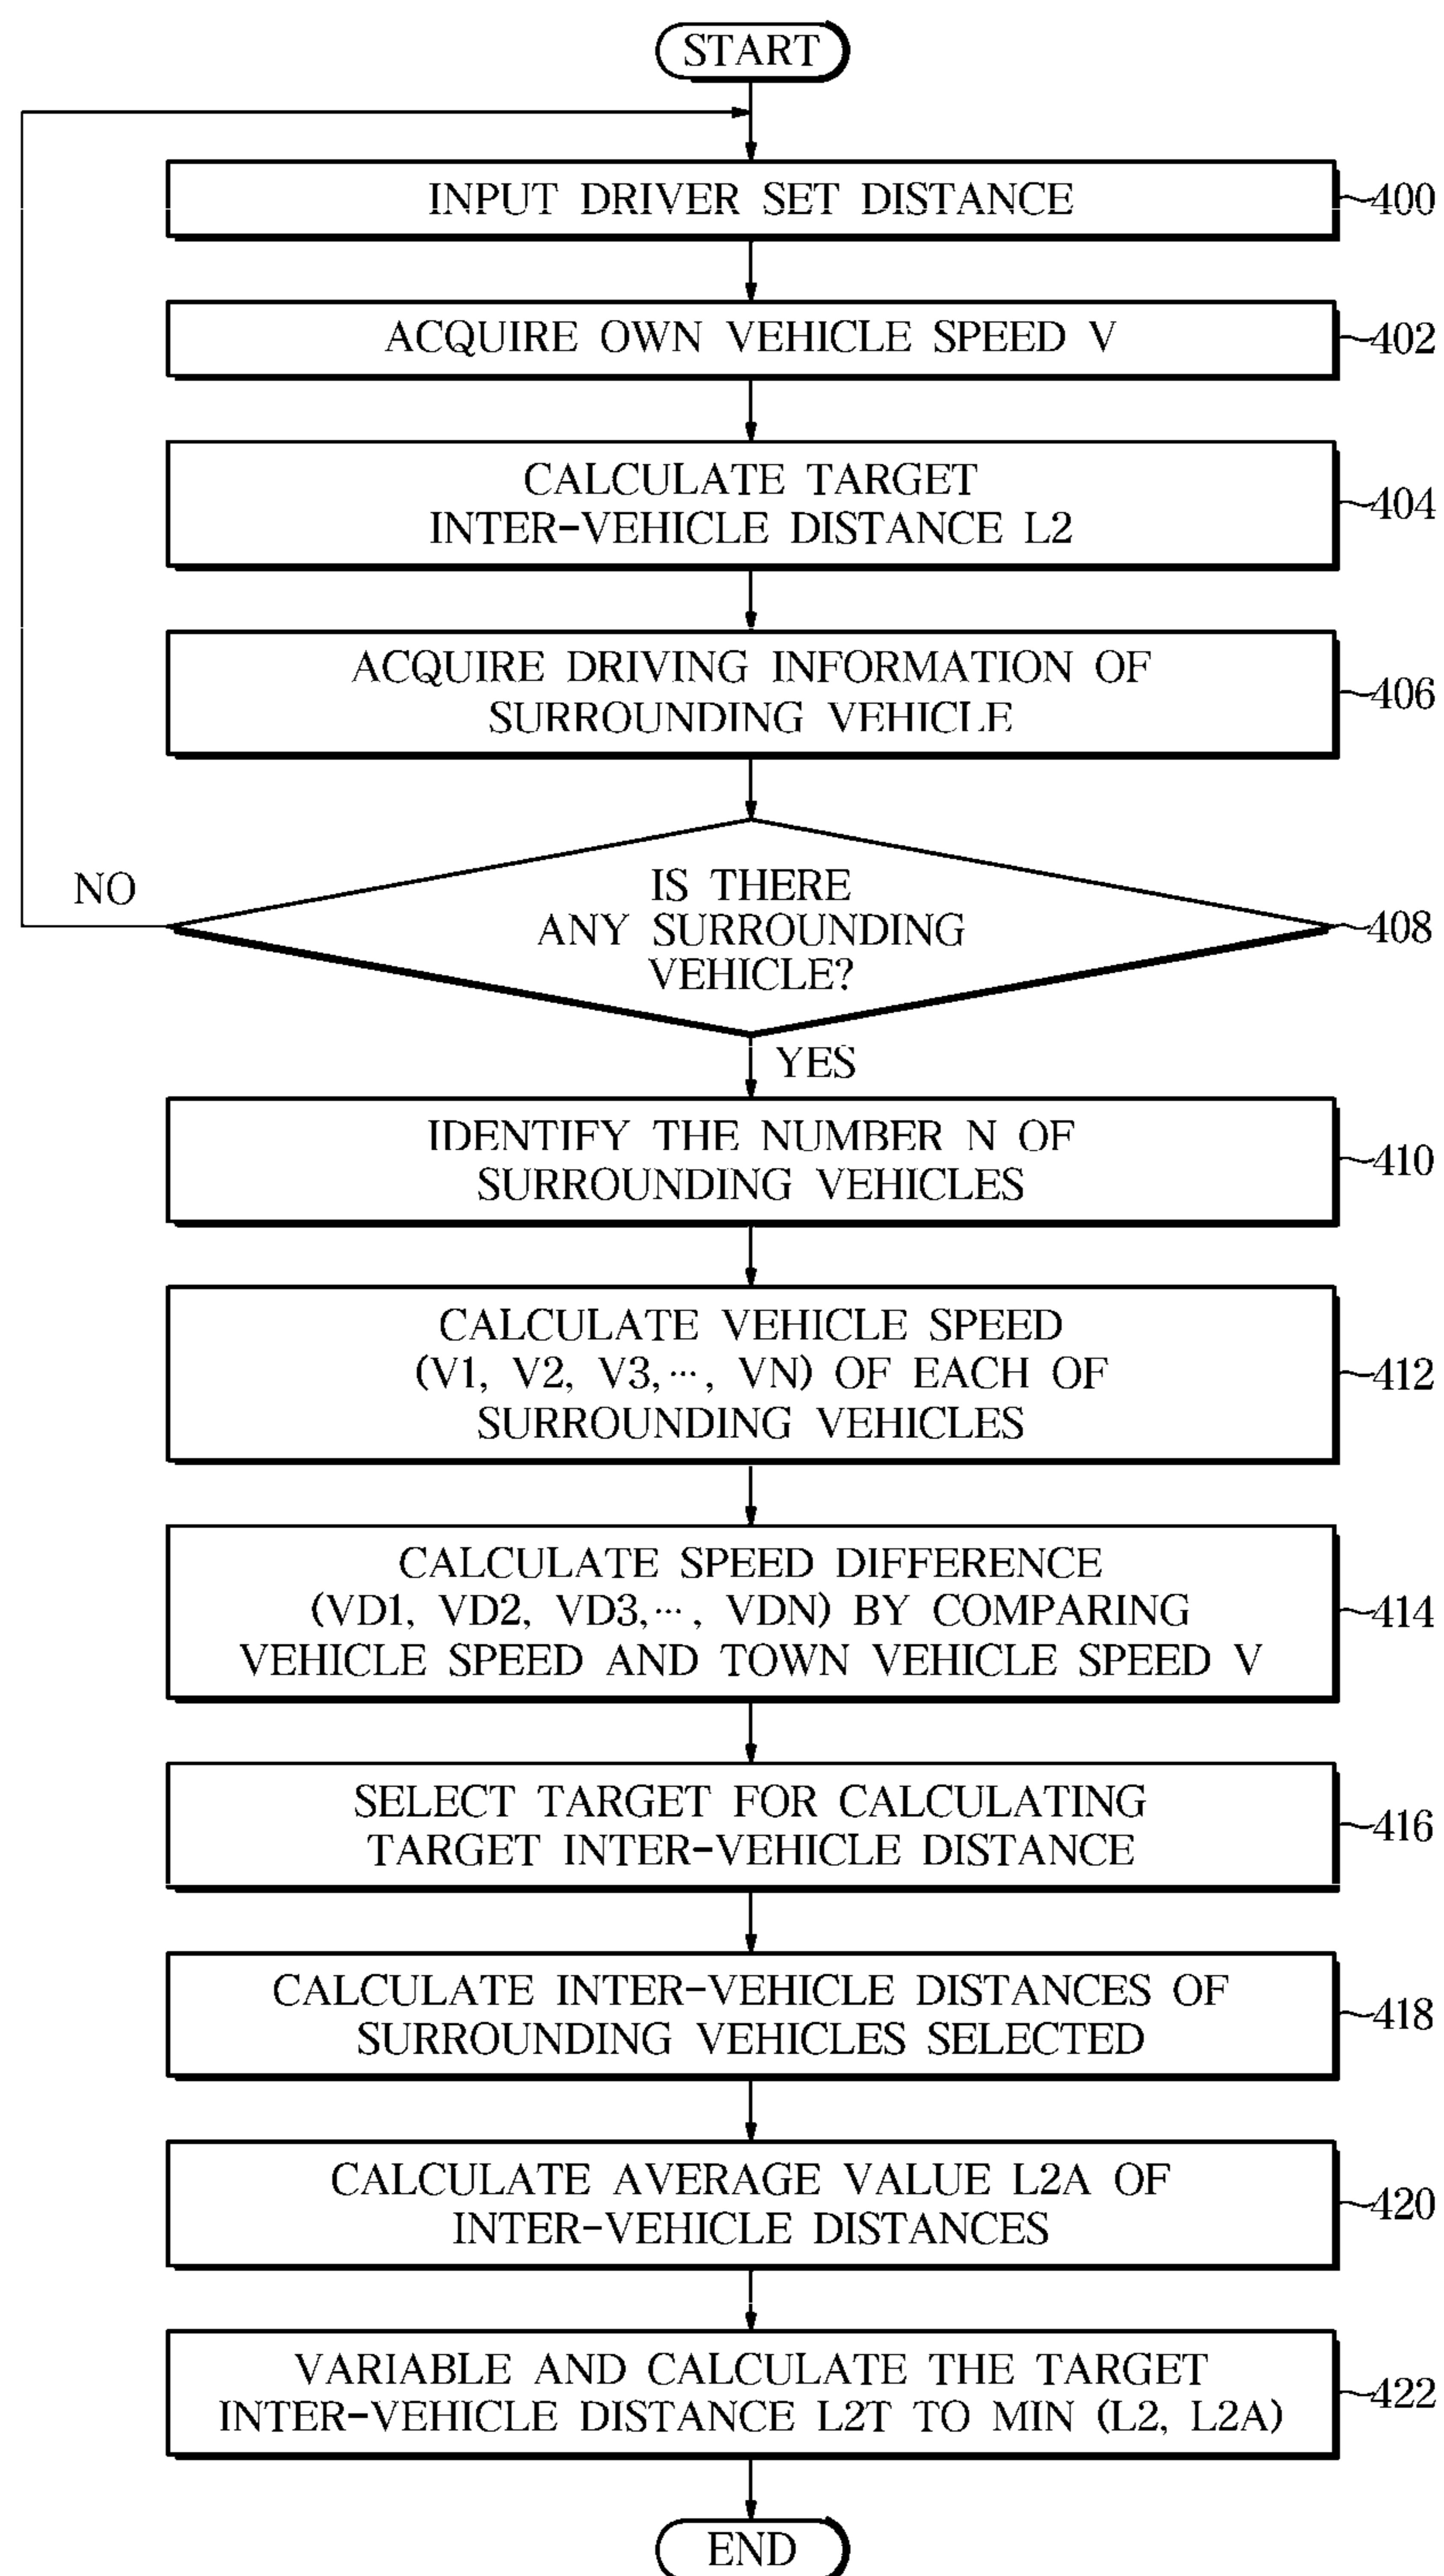 START
INPUT DRIVER SET DISTANCE
400
ACQUIRE OWN VEHICLE SPEED V
402
CALCULATE TARGET
INTER-VEHICLE DISTANCE L2
404
ACQUIRE DRIVING INFORMATION OF
SURROUNDING VEHICLE
406
IS THERE
ANY SURROUNDING
VEHICLE?
408
NO
YES
IDENTIFY THE NUMBER N OF
SURROUNDING VEHICLES
410
CALCULATE VEHICLE SPEED
(V1, V2, V3,···, VN) OF EACH OF
SURROUNDING VEHICLES
412
CALCULATE SPEED DIFFERENCE
(VD1, VD2, VD3,···, VDN) BY COMPARING
VEHICLE SPEED AND TOWN VEHICLE SPEED V
414
SELECT TARGET FOR CALCULATING
TARGET INTER-VEHICLE DISTANCE
416
CALCULATE INTER-VEHICLE DISTANCES OF
SURROUNDING VEHICLES SELECTED
418
CALCULATE AVERAGE VALUE L2A OF
INTER-VEHICLE DISTANCES
420
VARIABLE AND CALCULATE THE TARGET
INTER-VEHICLE DISTANCE L2T TO MIN (L2, L2A)
422
END